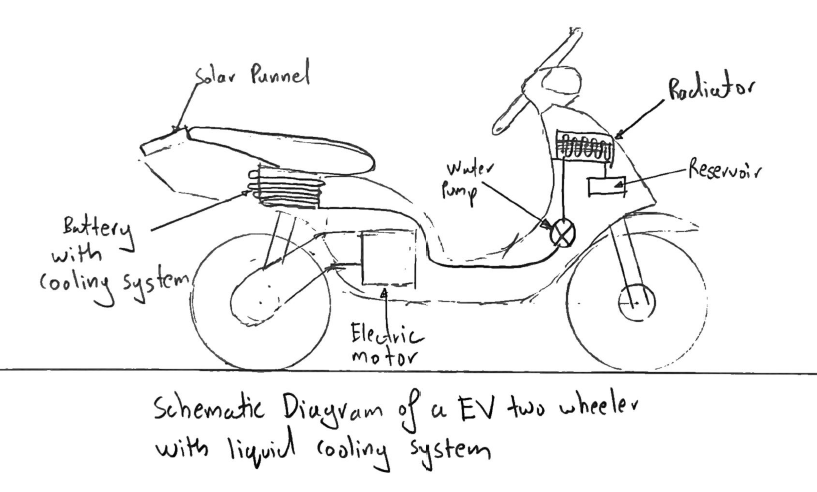 Solar Punnel
Radiator
Water
Pump
Reservoir
Battery
with
cooling system
Electric
motor
Schematic Diagram of a EV two wheeler
with liquid cooling system